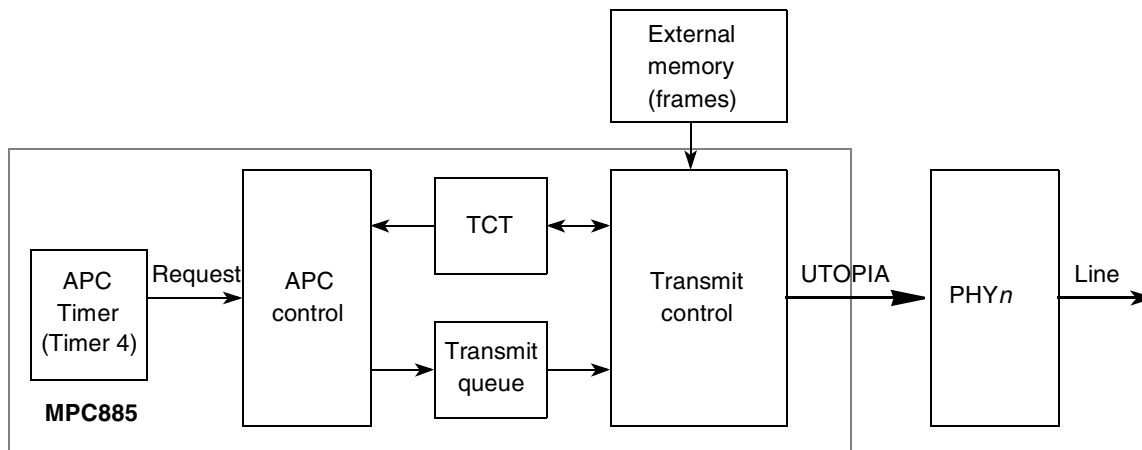 External
memory
(frames)
TCT
APC
Timer
(Timer 4)
Request
APC
control
Transmit
control
UTOPIA
PHYn
Line
Transmit
queue
MPC885